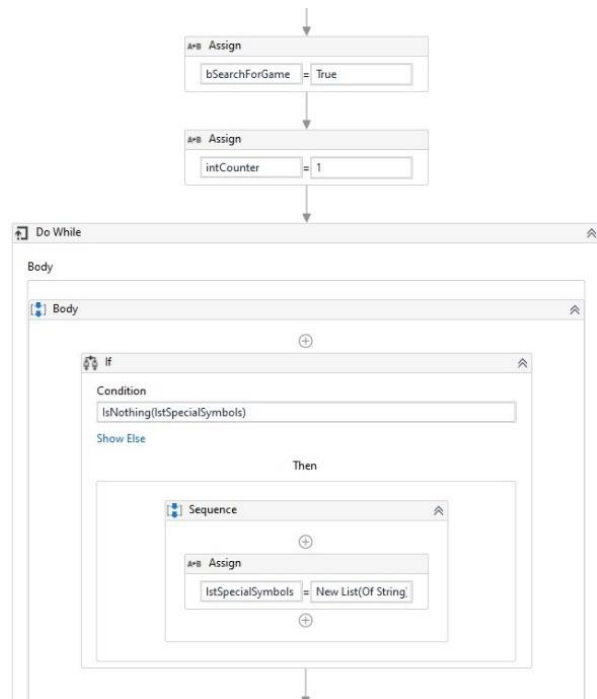 A+B Assign
bSearchForGame = True
A+B Assign
intCounter = 1
Do While
Body
Body
If
Condition
IsNothing(lstSpecialSymbols)
Show Else
Then
Sequence
A+B Assign
lstSpecialSymbols = New List(Of String)